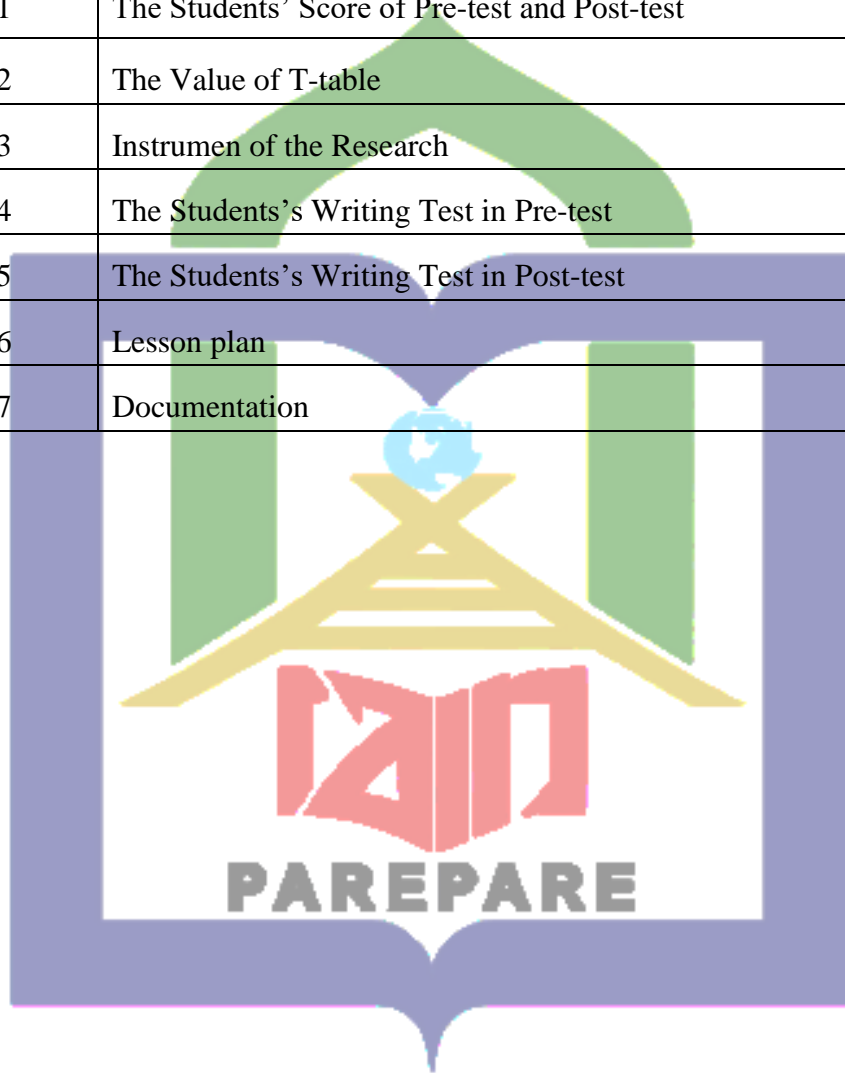 1 The Students’ Score of Pre-test and Post-test
2 The Value of T-table
3 Instrumen of the Research
4 The Students’s Writing Test in Pre-test
5 The Students’s Writing Test in Post-test
6 Lesson plan
7 Documentation
iain
PAREPARE